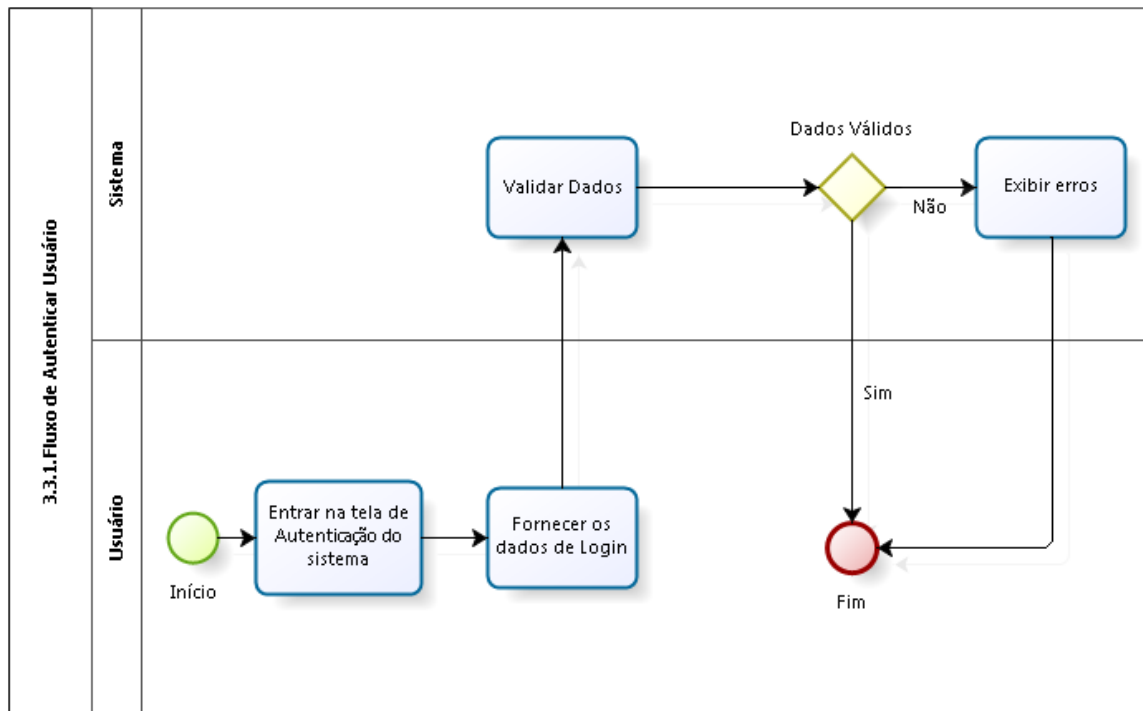 3.3.1.Fluxo de Autenticar Usuário
Sistema
Validar Dados
Dados Válidos
Não
Exibir erros
Sim
Usuário
Início
Entrar na tela de
Autenticação do
sistema
Fornecer os
dados de Login
Fim